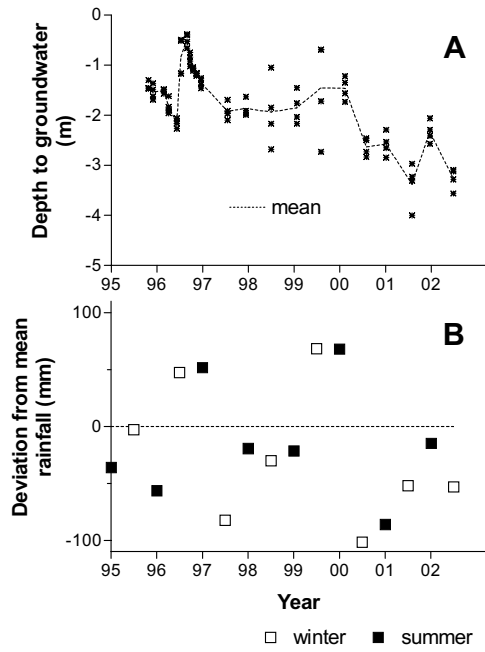 A
Depth to groundwater
(m)
0
-1
-2
-3
-4
-5
mean
95 96 97 98 99 00 01 02
B
Deviation from mean
rainfall (mm)
100
0
-100
95 96 97 98 99 00 01 02
Year
winter summer